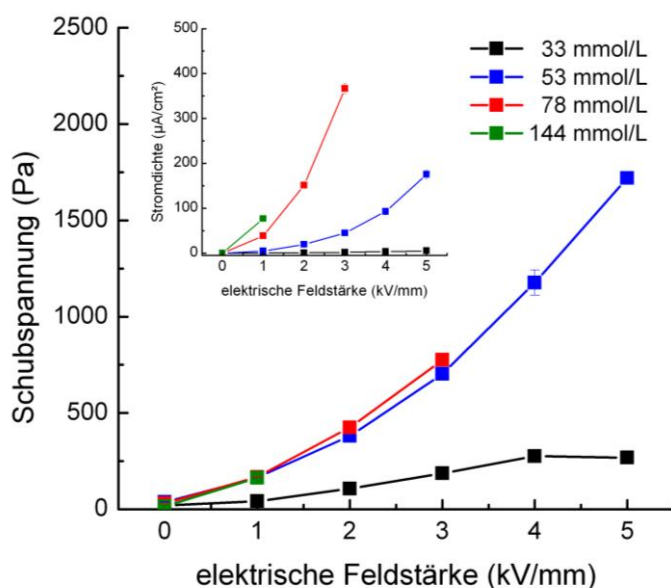 2500
2000
1500
1000
500
0
Schubspannung (Pa)
0 1 2 3 4 5
elektrische Feldstärke (kV/mm)
33 mmol/L
53 mmol/L
78 mmol/L
144 mmol/L
500
400
300
200
100
0
Stromdichte (µA/cm²)
0 1 2 3 4 5
elektrische Feldstärke (kV/mm)